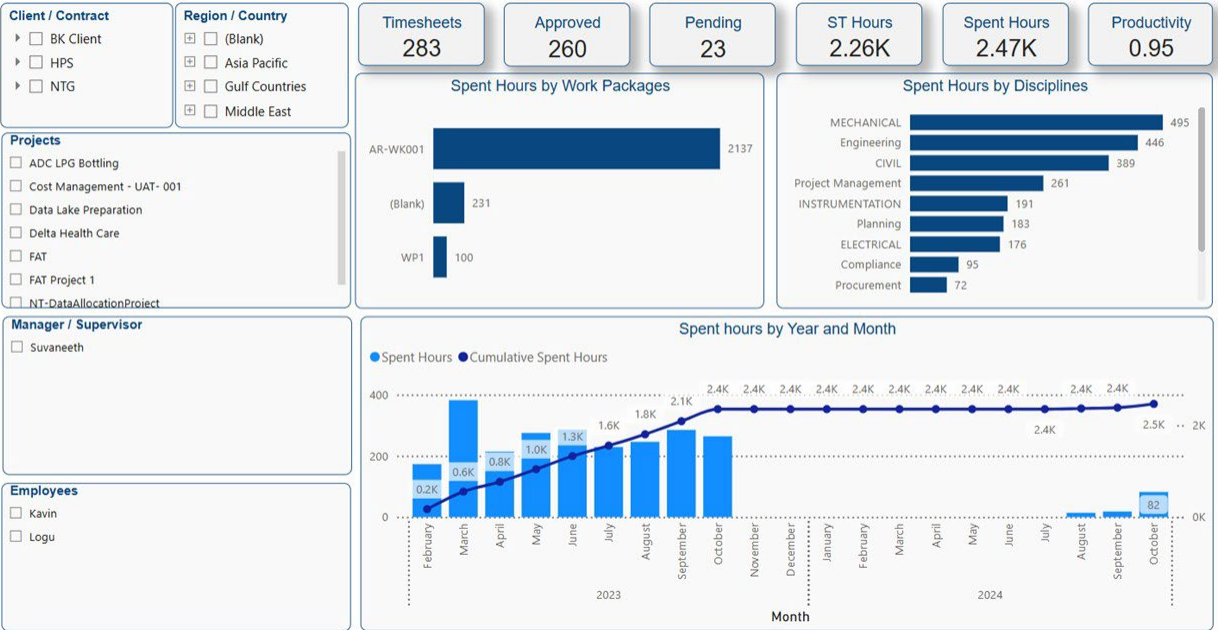 Client / Contract
BK Client
HPS
NTG
Region / Country
(Blank)
Asia Pacific
Gulf Countries
Middle East
Timesheets
283
Approved
260
Pending
23
ST Hours
2.26K
Spent Hours
2.47K
Productivity
0.95
Projects
ADC LPG Bottling
Cost Management - UAT- 001
Data Lake Preparation
Delta Health Care
FAT
FAT Project 1
NT-DataAllocationProject
Spent Hours by Work Packages
AR-WK001 2137
(Blank) 231
WP1 100
Spent Hours by Disciplines
MECHANICAL 495
Engineering 446
CIVIL 389
Project Management 261
INSTRUMENTATION 191
Planning 183
ELECTRICAL 176
Compliance 95
Procurement 72
Manager / Supervisor
Suvaneeth
Employees
Kavin
Logu
Spent hours by Year and Month
Spent Hours Cumulative Spent Hours
400
200
0
2K
0K
0.2K 0.6K 0.8K 1.0K 1.3K 1.6K 1.8K 2.1K 2.4K 2.4K 2.4K 2.4K 2.4K 2.4K 2.4K 2.4K 2.4K 2.4K 2.4K 2.4K 2.5K
82
February March April May June July August September October November December January February March April May June July August September October
2023 2024
Month